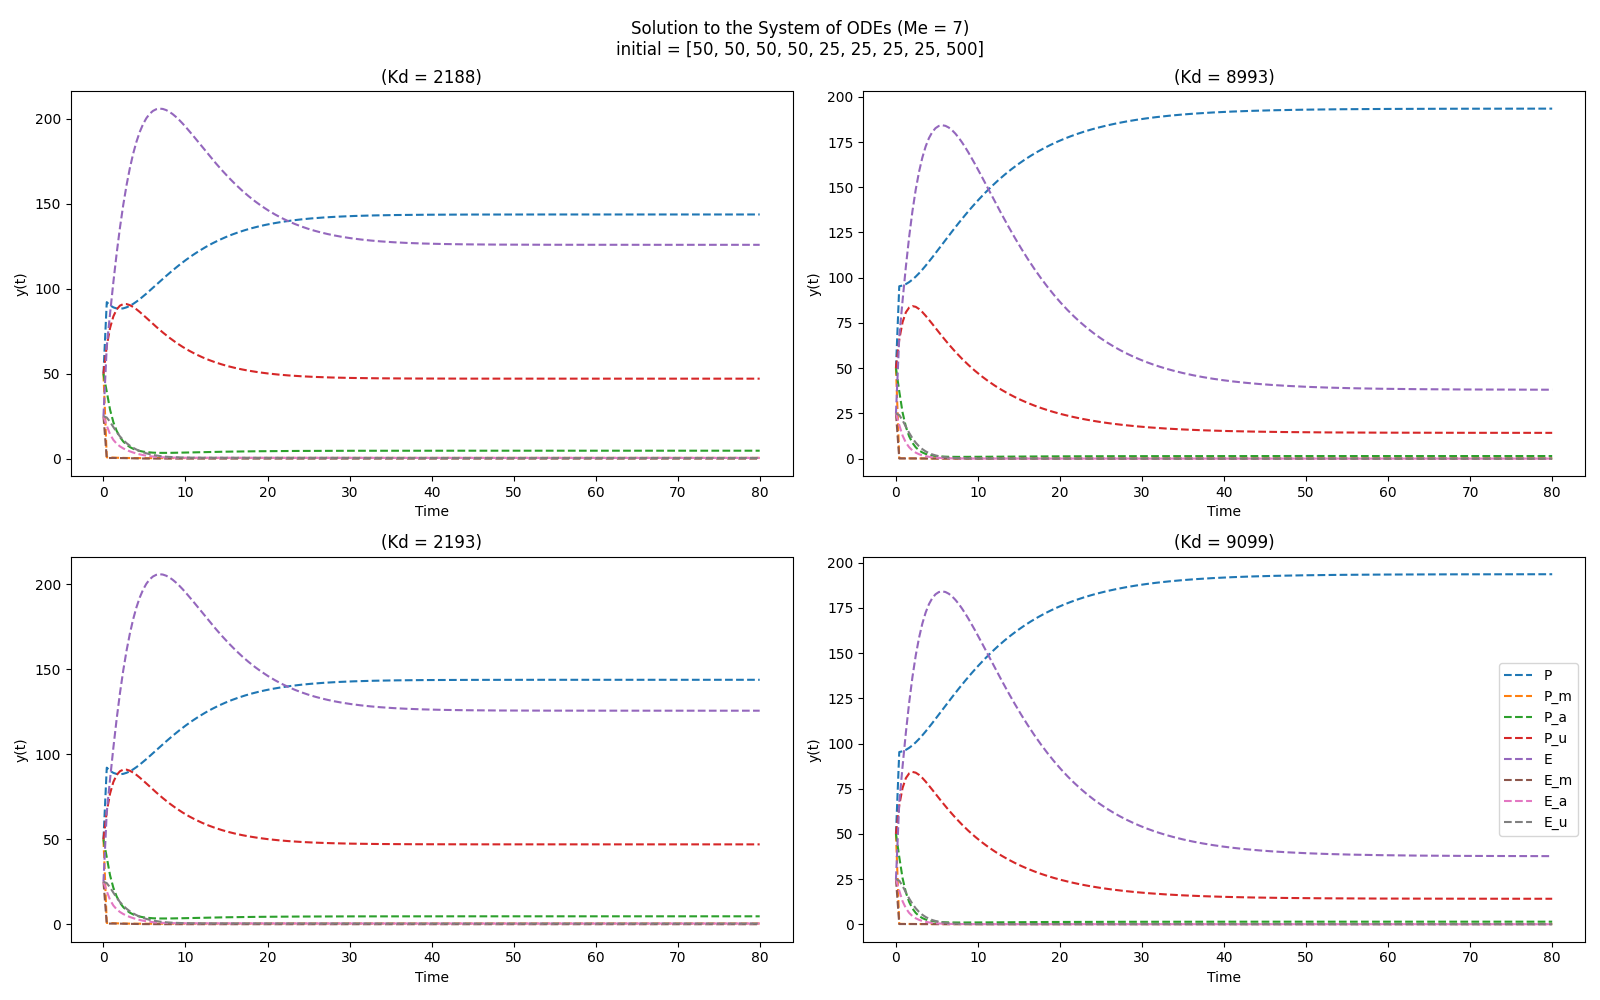 Solution to the System of ODEs (Me = 7)
initial = [50, 50, 50, 50, 25, 25, 25, 25, 500]
(Kd = 2188)
200
150
100
50
0
y(t)
0 10 20 30 40 50 60 70 80
Time
(Kd = 8993)
200
175
150
125
100
75
50
25
0
y(t)
0 10 20 30 40 50 60 70 80
Time
(Kd = 2193)
200
150
100
50
0
y(t)
0 10 20 30 40 50 60 70 80
Time
(Kd = 9099)
200
175
150
125
100
75
50
25
0
y(t)
0 10 20 30 40 50 60 70 80
Time
P
P_m
P_a
P_u
E
E_m
E_a
E_u